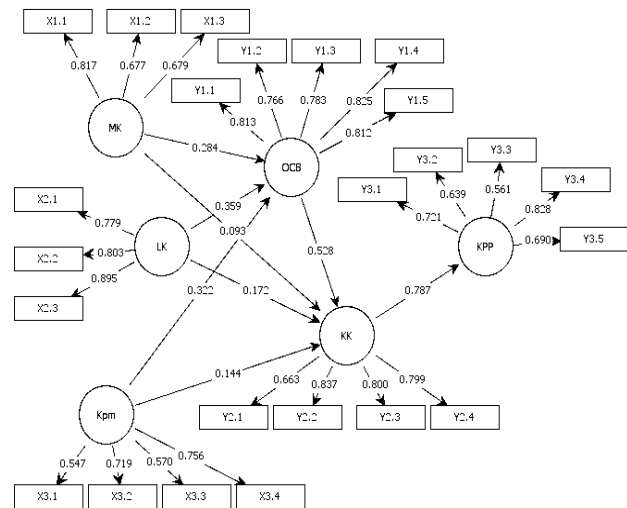 X1.1
X1.2
X1.3
0.817
0.677
0.679
MK
Y1.1
Y1.2
Y1.3
Y1.4
Y1.5
0.813
0.766
0.783
0.825
0.812
OCB
0.284
0.359
0.093
0.322
0.528
X2.1
X2.2
X2.3
0.779
0.803
0.895
LK
0.172
Y3.1
Y3.2
Y3.3
Y3.4
Y3.5
0.721
0.639
0.561
0.828
0.690
KPP
0.787
KK
0.144
0.663
0.837
0.800
0.799
Y2.1
Y2.2
Y2.3
Y2.4
Kpm
0.547
0.719
0.570
0.756
X3.1
X3.2
X3.3
X3.4